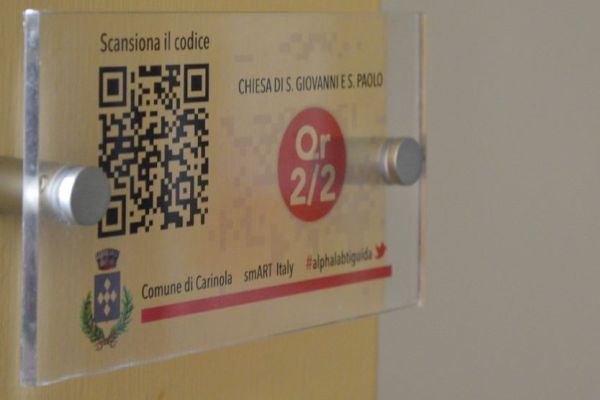 Scansiona il codice
CHIESA DI S. GIOVANNI E S. PAOLO
Qr
2/2
Comune di Carinola smART Italy #alphalabtiguida